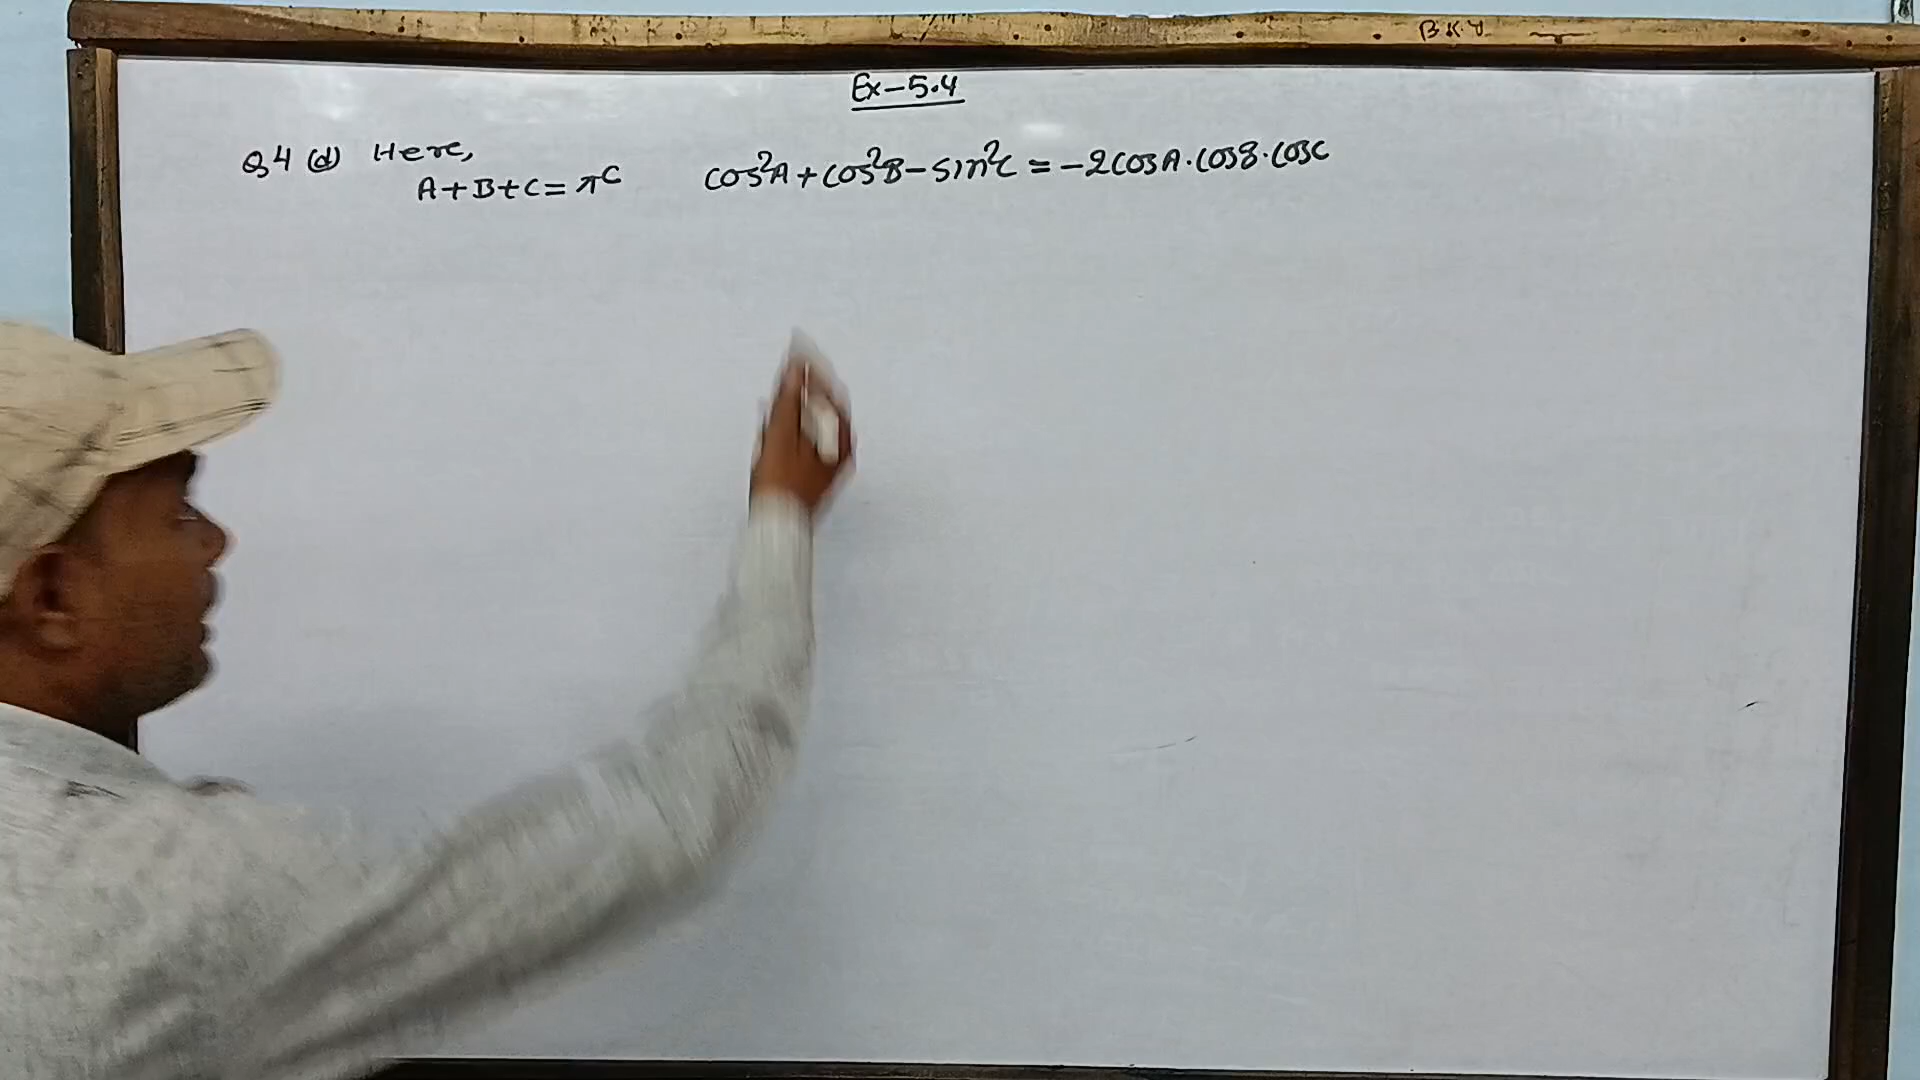 B.K.Y
Ex-5.4
Q4 (d) Here,
A+B+C = π^c cos²A + cos²B - sin²C = -2cosA.cosB.cosC